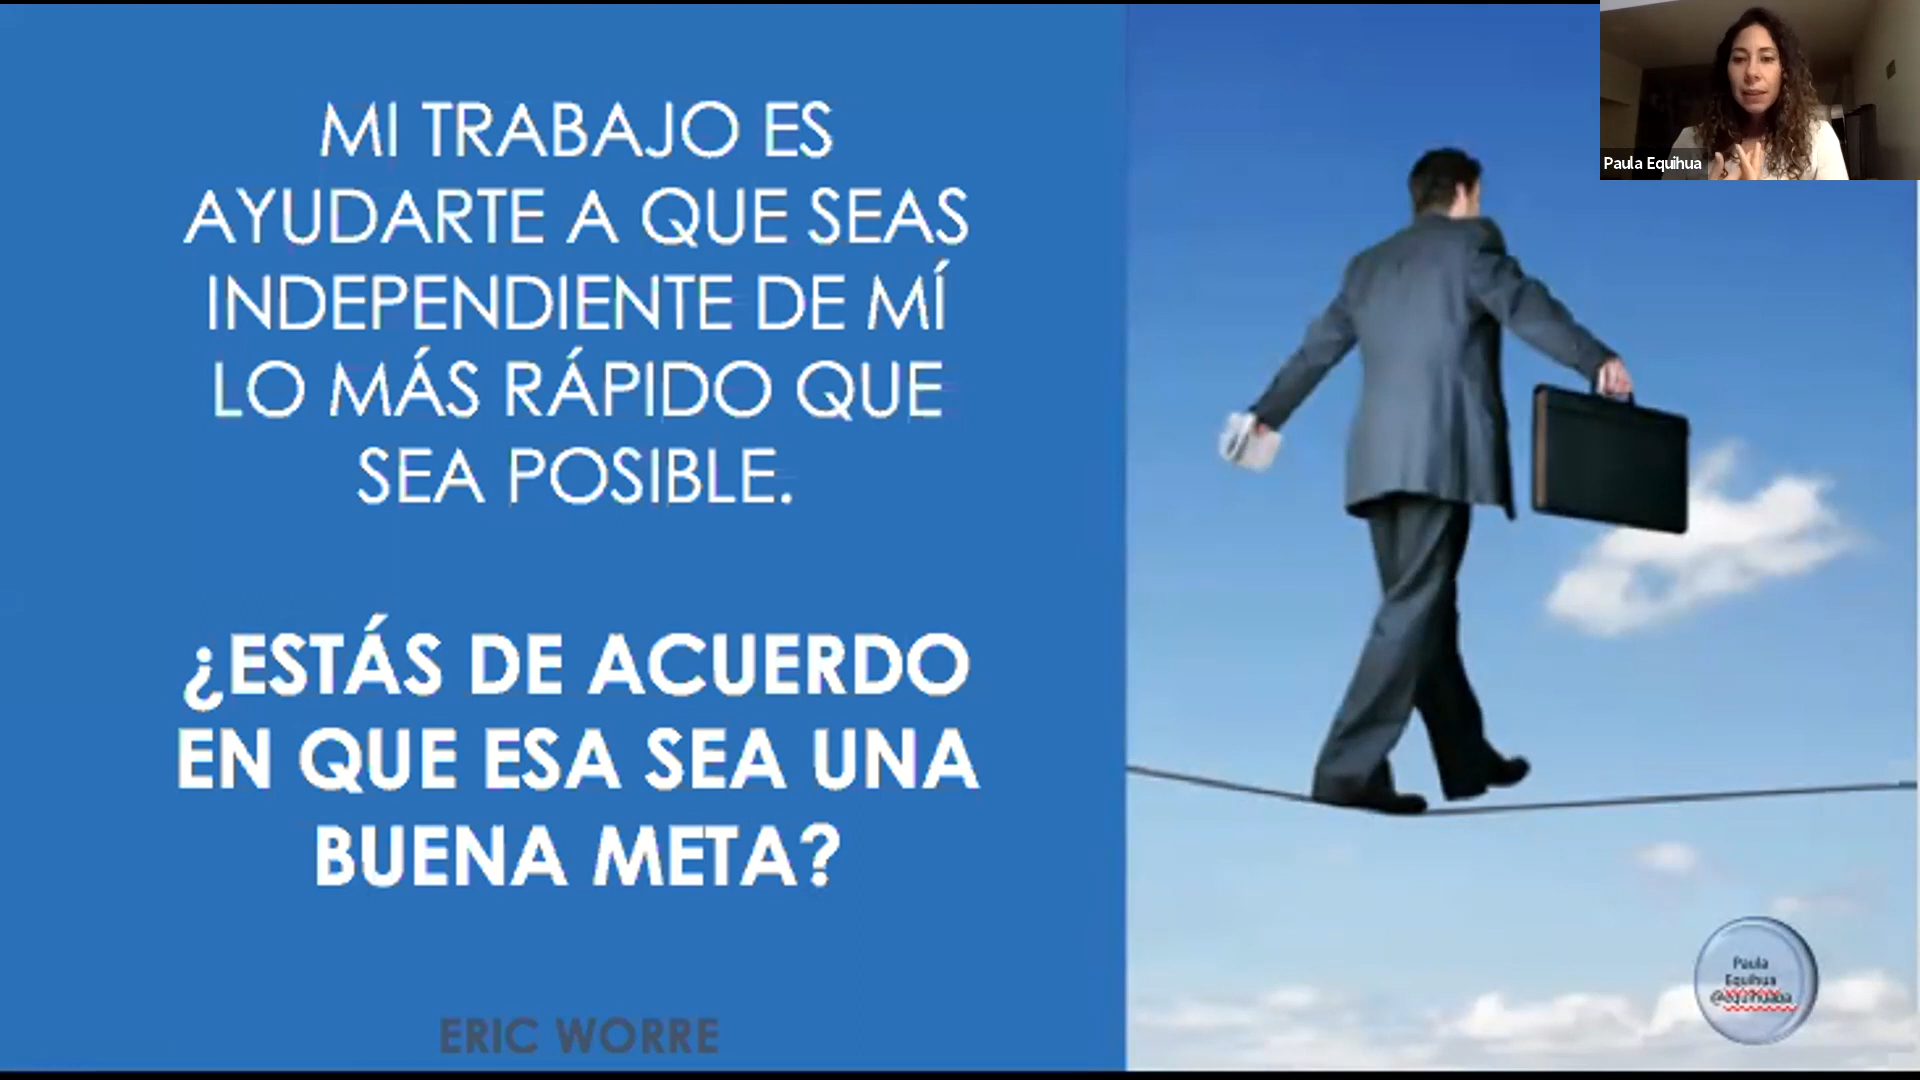 MI TRABAJO ES
AYUDARTE A QUE SEAS
INDEPENDIENTE DE MÍ
LO MÁS RÁPIDO QUE
SEA POSIBLE.
¿ESTÁS DE ACUERDO
EN QUE ESA SEA UNA
BUENA META?
ERIC WORRE
Paula Equihua
Paula
Equihua
@equihuaba